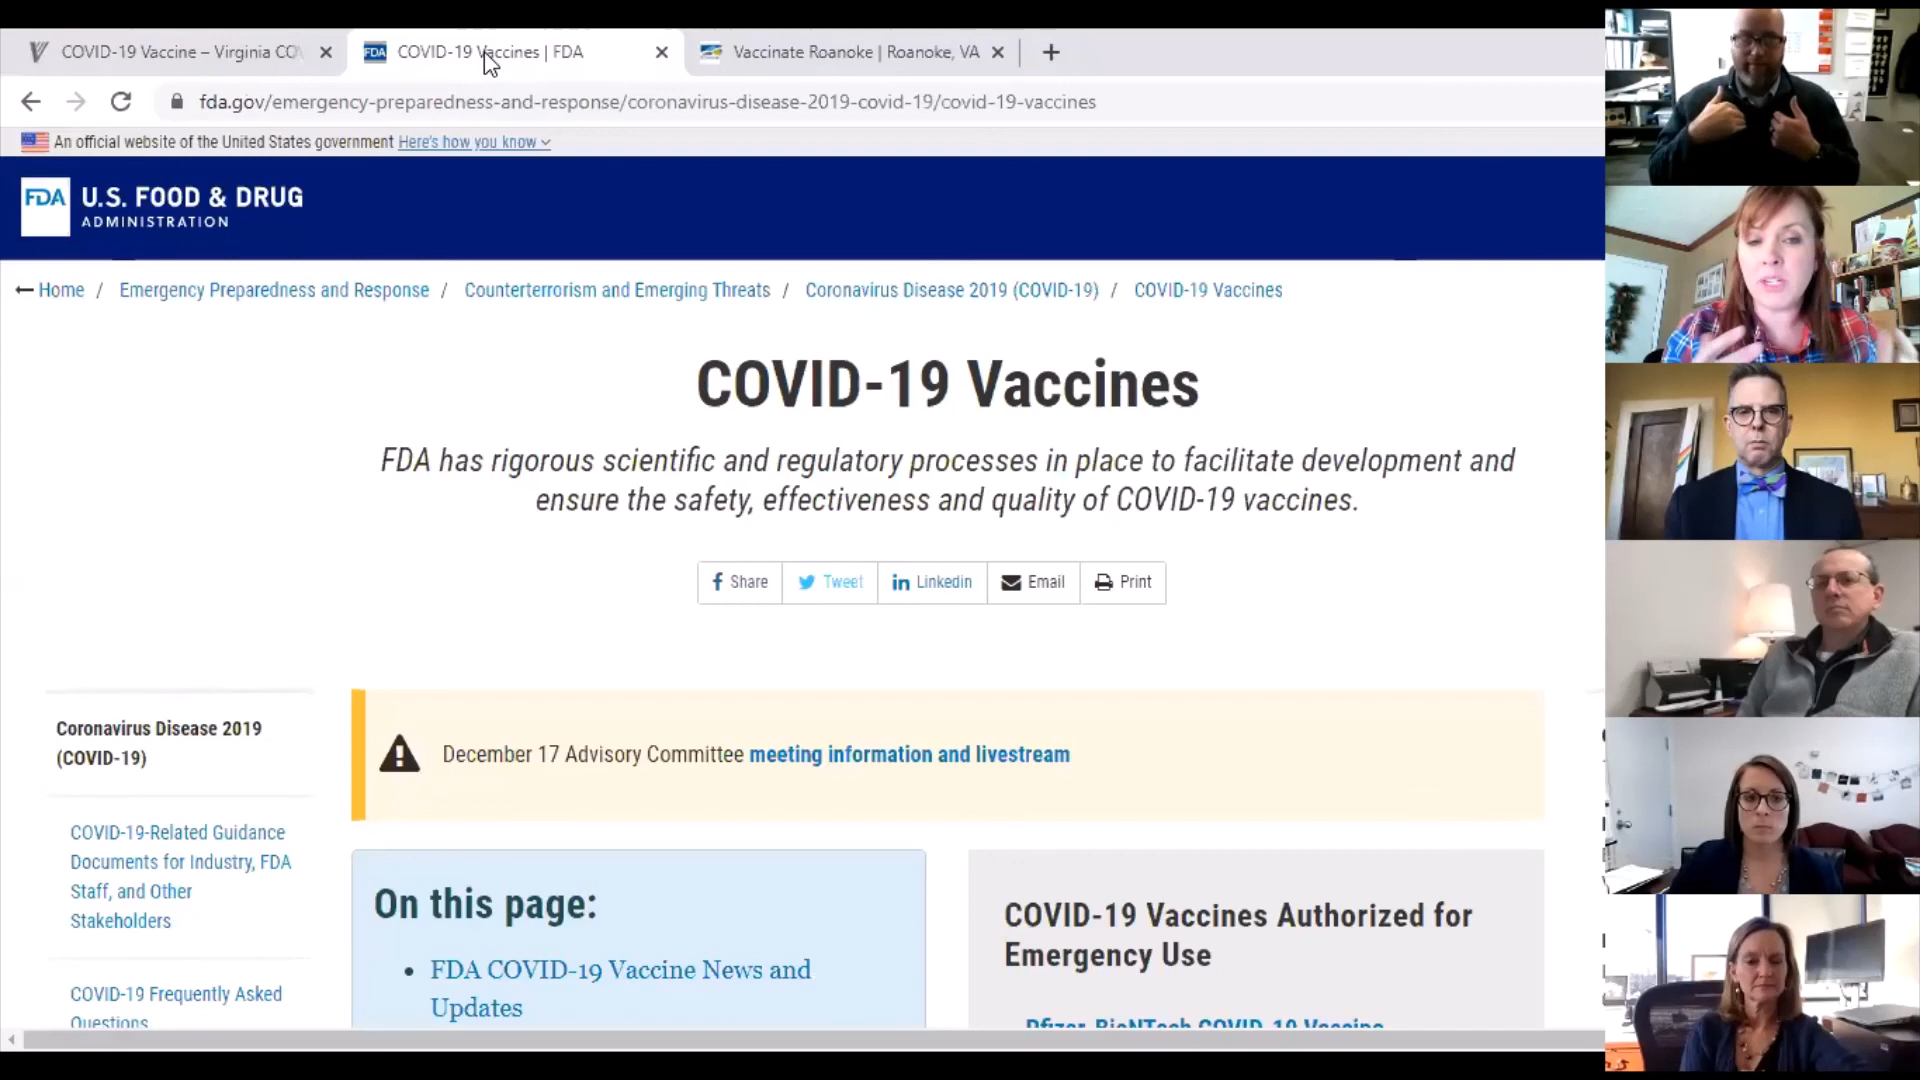 COVID-19 Vaccine – Virginia CO
COVID-19 Vaccines | FDA
Vaccinate Roanoke | Roanoke, VA
fda.gov/emergency-preparedness-and-response/coronavirus-disease-2019-covid-19/covid-19-vaccines
An official website of the United States government Here's how you know
FDA U.S. FOOD & DRUG
ADMINISTRATION
Home / Emergency Preparedness and Response / Counterterrorism and Emerging Threats / Coronavirus Disease 2019 (COVID-19) / COVID-19 Vaccines
COVID-19 Vaccines
FDA has rigorous scientific and regulatory processes in place to facilitate development and
ensure the safety, effectiveness and quality of COVID-19 vaccines.
Share Tweet Linkedin Email Print
Coronavirus Disease 2019
(COVID-19)
COVID-19-Related Guidance
Documents for Industry, FDA
Staff, and Other
Stakeholders
COVID-19 Frequently Asked
Questions
December 17 Advisory Committee meeting information and livestream
On this page:
• FDA COVID-19 Vaccine News and
Updates
COVID-19 Vaccines Authorized for
Emergency Use
Pfizer-BioNTech COVID-19 Vaccine